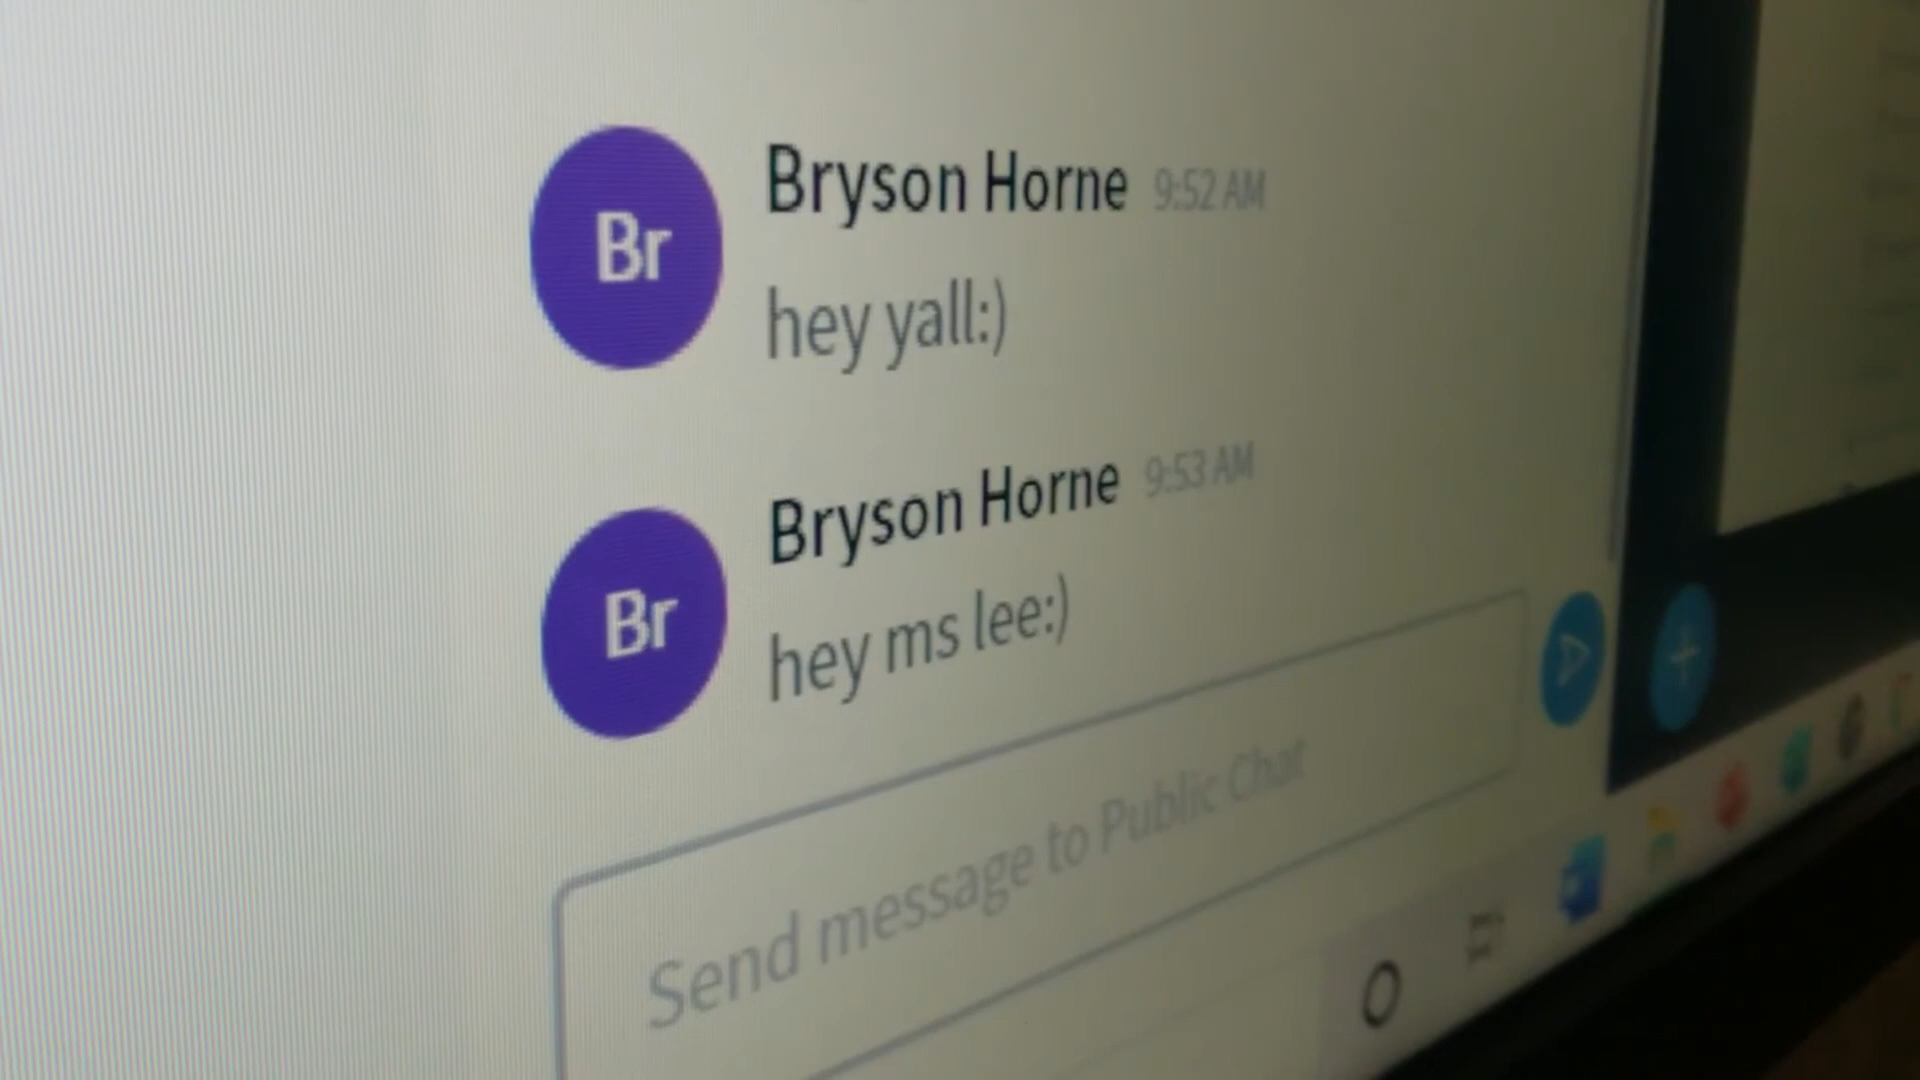 Br
Bryson Horne 9:52 AM
hey yall:)
Br
Bryson Horne 9:53 AM
hey ms lee:)
Send message to Public Chat